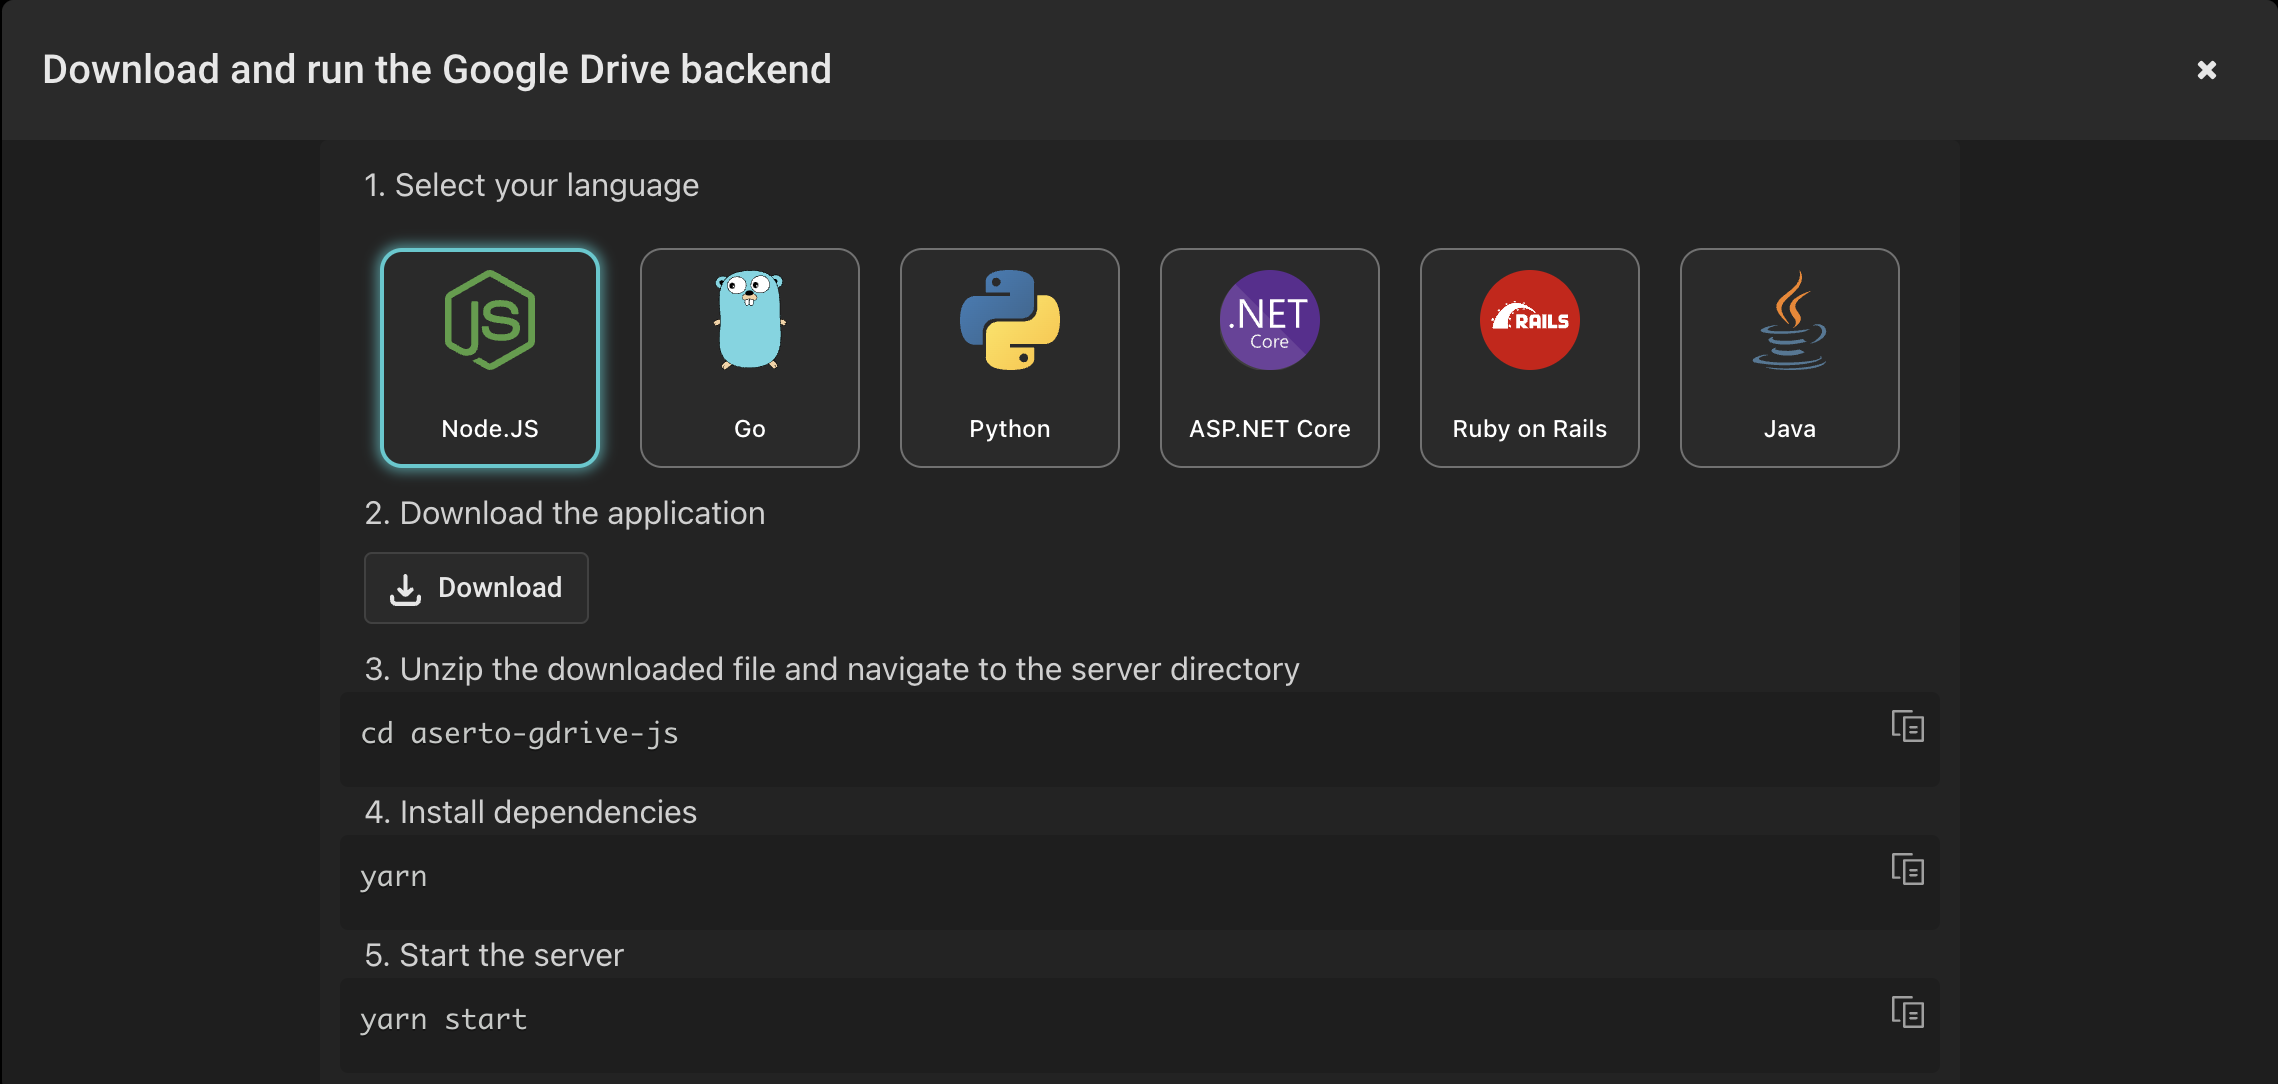 Download and run the Google Drive backend
1. Select your language
JS
.NET
Core
RAILS
Node.JS
Go
Python
ASP.NET Core
Ruby on Rails
Java
2. Download the application
Download
3. Unzip the downloaded file and navigate to the server directory
cd aserto-gdrive-js
4. Install dependencies
yarn
5. Start the server
yarn start